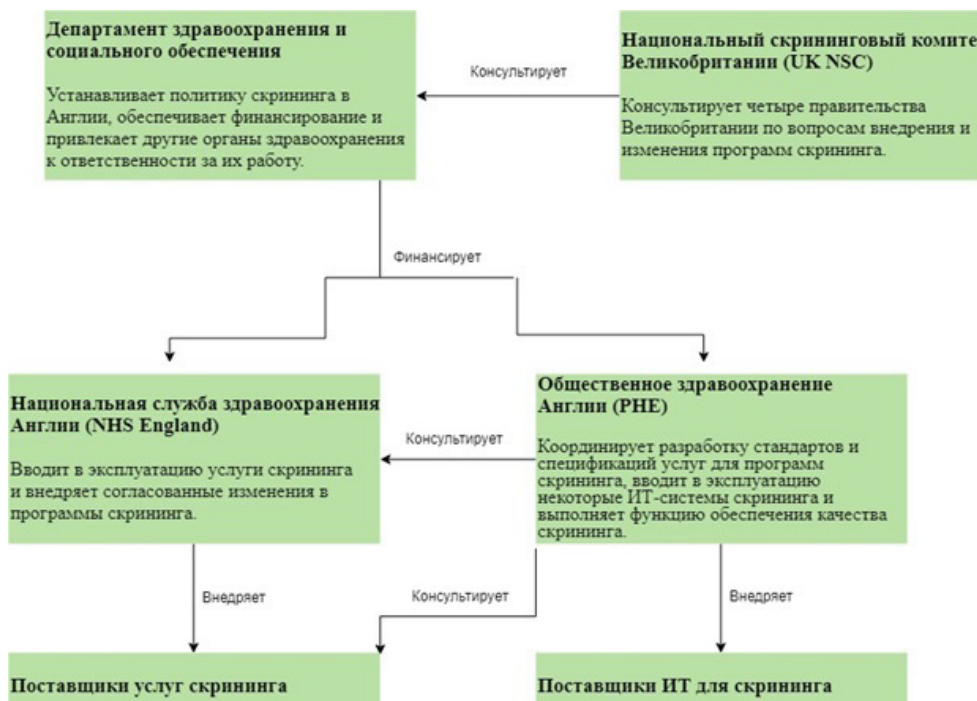 Департамент здравоохранения и
социального обеспечения
Устанавливает политику скрининга в
Англии, обеспечивает финансирование и
привлекает другие органы здравоохранения
к ответственности за их работу.
Консультирует
Национальный скрининговый комите
Великобритании (UK NSC)
Консультирует четыре правительства
Великобритании по вопросам внедрения и
изменения программ скрининга.
Финансирует
Национальная служба здравоохранения
Англии (NHS England)
Вводит в эксплуатацию услуги скрининга
и внедряет согласованные изменения в
программы скрининга.
Консультирует
Общественное здравоохранение
Англии (PHE)
Координирует разработку стандартов и
спецификаций услуг для программ
скрининга, вводит в эксплуатацию
некоторые ИТ-системы скрининга и
выполняет функцию обеспечения качества
скрининга.
Внедряет
Консультирует
Внедряет
Поставщики услуг скрининга
Поставщики ИТ для скрининга